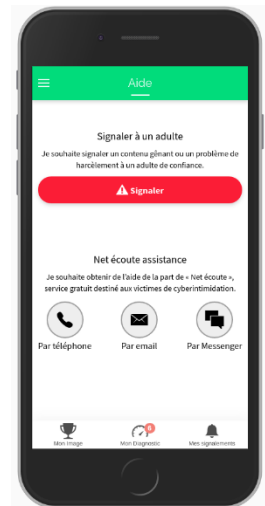 Aide
Signaler à un adulte
Je souhaite signaler un contenu gênant ou un problème de
harcèlement à un adulte de confiance.
Signaler
Net écoute assistance
Je souhaite obtenir de l'aide de la part de « Net écoute »,
service gratuit destiné aux victimes de cyberintimidation.
Par téléphone Par email Par Messenger
6
Mon Image Mon Diagnostic Mes signalements